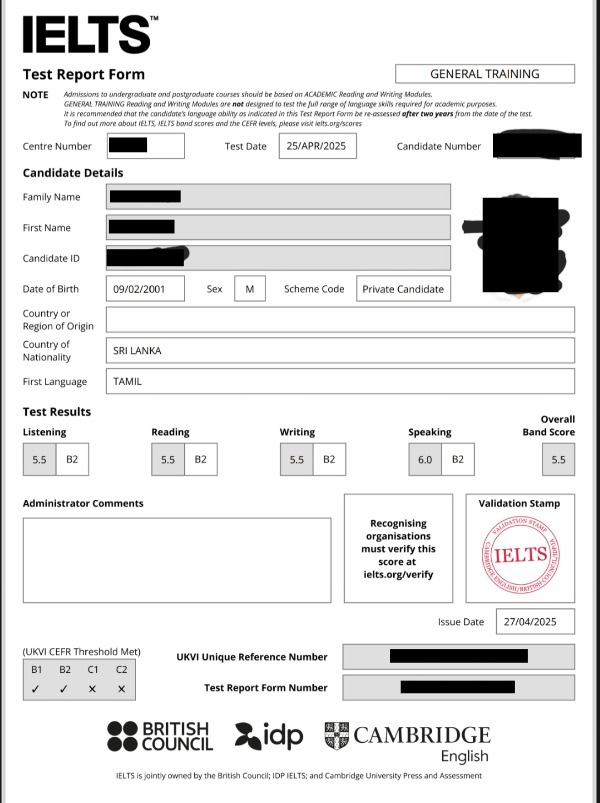 IELTS™
Test Report Form
GENERAL TRAINING
NOTE
Admissions to undergraduate and postgraduate courses should be based on ACADEMIC Reading and Writing Modules.
GENERAL TRAINING Reading and Writing Modules are not designed to test the full range of language skills required for academic purposes.
It is recommended that the candidate's language ability as indicated in this Test Report Form be re-assessed after two years from the date of the test.
To find out more about IELTS, IELTS band scores and the CEFR levels, please visit ielts.org/scores
Centre Number
Test Date 25/APR/2025
Candidate Number
Candidate Details
Family Name
First Name
Candidate ID
Date of Birth 09/02/2001 Sex M Scheme Code Private Candidate
Country or
Region of Origin
Country of
Nationality
SRI LANKA
First Language TAMIL
Test Results
Listening Reading Writing Speaking
Overall
Band Score
5.5 B2 5.5 B2 5.5 B2 6.0 B2 5.5
Administrator Comments
Recognising
organisations
must verify this
score at
ielts.org/verify
Validation Stamp
VALIDATION STAMP
IELTS
CAMBRIDGE ENGLISH/BRITISH COUNCIL/IDP:IA
Issue Date 27/04/2025
(UKVI CEFR Threshold Met)
B1 B2 C1 C2
✓ ✓ ✗ ✗
UKVI Unique Reference Number
Test Report Form Number
BRITISH
COUNCIL
idp
CAMBRIDGE
English
IELTS is jointly owned by the British Council; IDP IELTS; and Cambridge University Press and Assessment